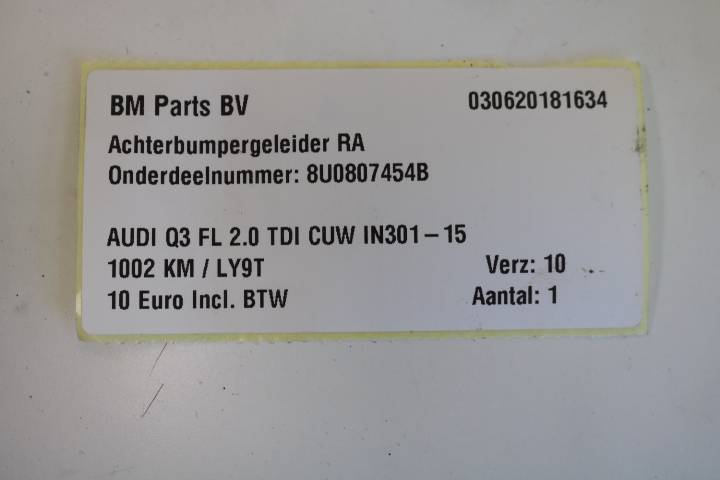 BM Parts BV 030620181634
Achterbumpergeleider RA
Onderdeelnummer: 8U0807454B
AUDI Q3 FL 2.0 TDI CUW IN301-15
1002 KM / LY9T Verz: 10
10 Euro Incl. BTW Aantal: 1